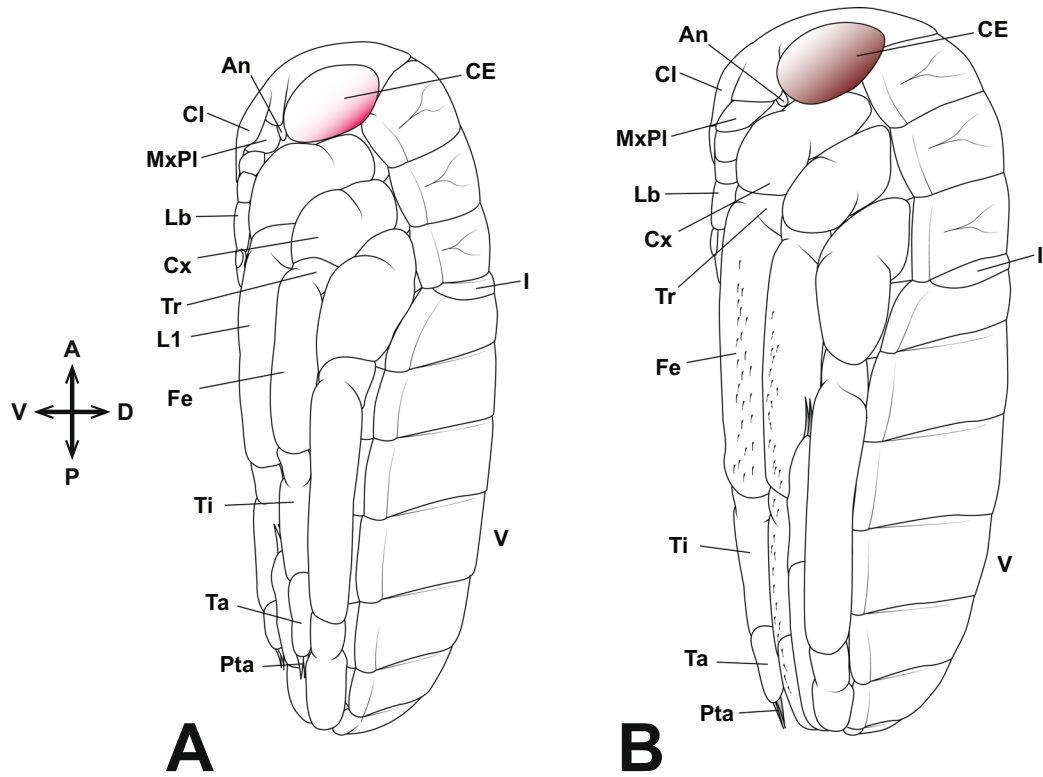 An
CE
Cl
MxPl
Lb
Cx
Tr
L1
Fe
I
Ti
V
Ta
Pta
A
V
D
P
A
An
CE
Cl
MxPl
Lb
Cx
Tr
Fe
I
Ti
V
Ta
Pta
B